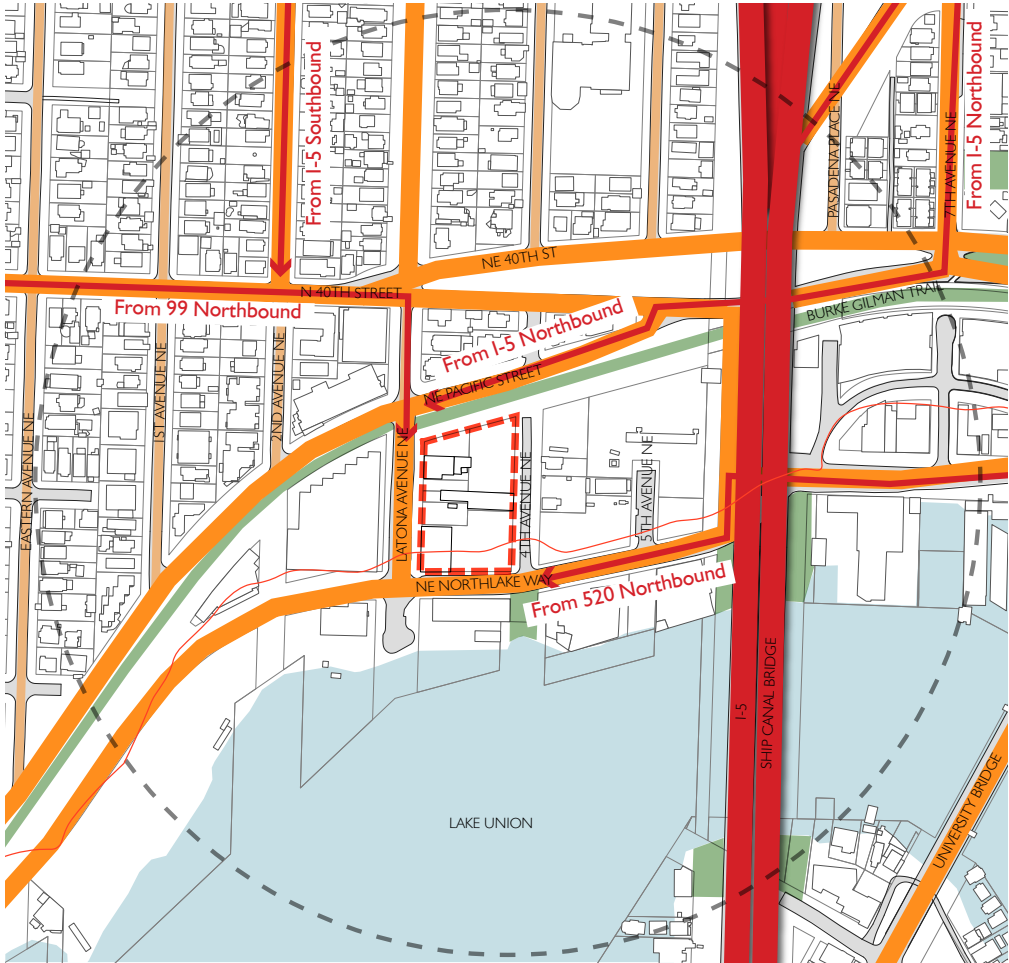 From I-5 Southbound
From I-5 Northbound
PASADENA PLACE NE
7TH AVENUE NE
NE 40TH ST
N 40TH STREET
From 99 Northbound
From I-5 Northbound
BURKE GILMAN TRAIL
NE PACIFIC STREET
EASTERN AVENUE NE
1ST AVENUE NE
2ND AVENUE NE
LATONA AVENUE NE
4TH AVENUE NE
5TH AVENUE NE
NE NORTHLAKE WAY
From 520 Northbound
I-5
SHIP CANAL BRIDGE
LAKE UNION
UNIVERSITY BRIDGE